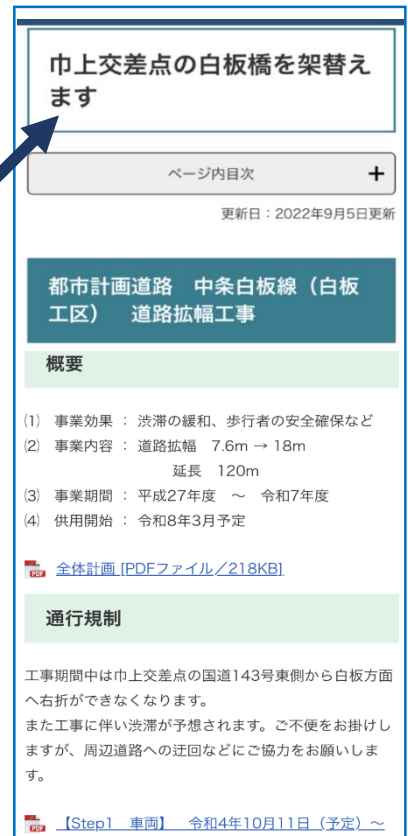 巾上交差点の白板橋を架替え
ます
ページ内目次 +
更新日：2022年9月5日更新
都市計画道路　中条白板線（白板
工区）　道路拡幅工事
概要
⑴　事業効果 ： 渋滞の緩和、歩行者の安全確保など
⑵　事業内容 ： 道路拡幅　7.6m → 18m
延長　120m
⑶　事業期間 ： 平成27年度　～　令和7年度
⑷　供用開始 ： 令和8年3月予定
PDF 全体計画 [PDFファイル／218KB]
通行規制
工事期間中は巾上交差点の国道143号東側から白板方面
へ右折ができなくなります。
また工事に伴い渋滞が予想されます。ご不便をお掛けし
ますが、周辺道路への迂回などにご協力をお願いしま
す。
PDF 【Step1　車両】　令和4年10月11日（予定）～